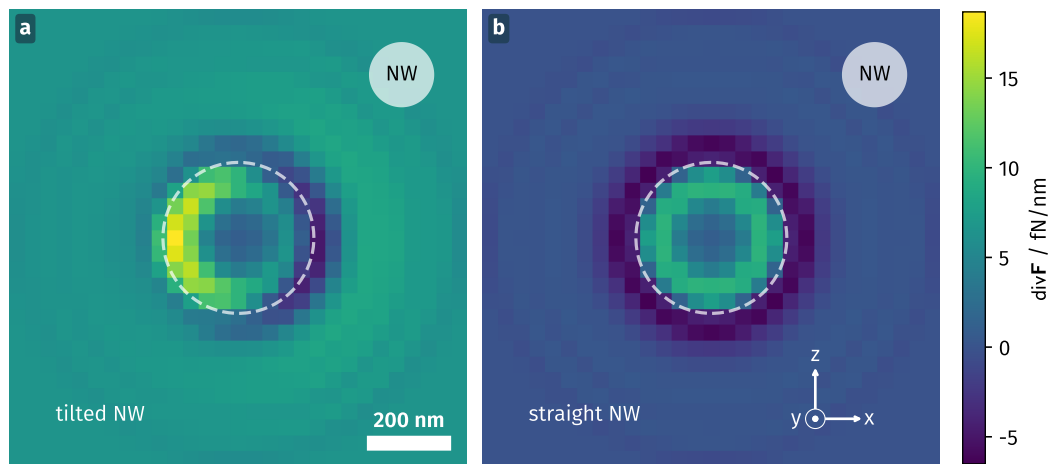 a
NW
tilted NW
200 nm
b
NW
straight NW
z
y
x
15
10
5
0
-5
divF / fN/nm